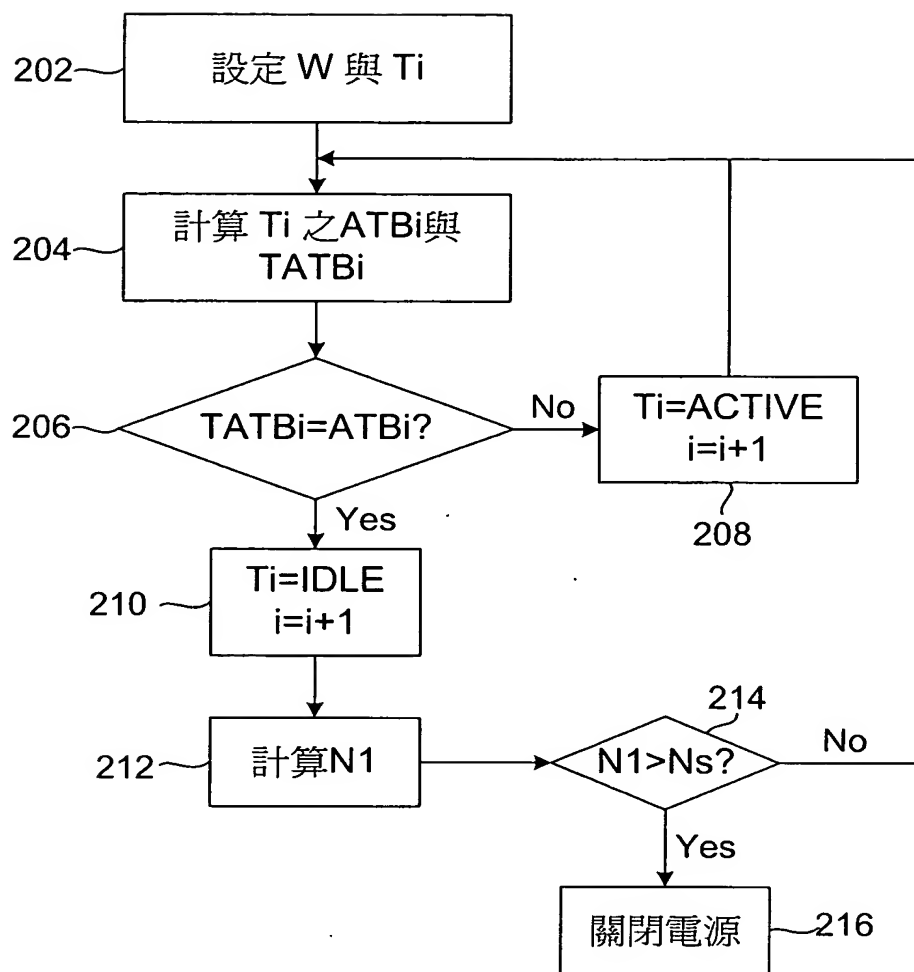 202
設定 W 與 Ti
204
計算 Ti 之ATBi與
TATBi
206
TATBi=ATBi?
No
Ti=ACTIVE
i=i+1
208
Yes
210
Ti=IDLE
i=i+1
212
計算N1
214
N1>Ns?
No
Yes
關閉電源
216